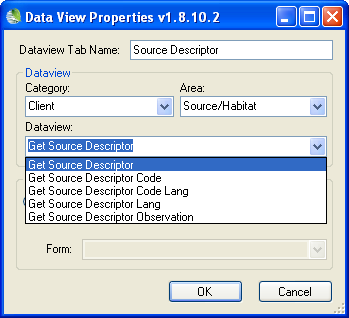 Data View Properties v1.8.10.2
Dataview Tab Name: Source Descriptor
Dataview
Category: Area:
Client Source/Habitat
Dataview:
Get Source Descriptor
Get Source Descriptor
Get Source Descriptor Code
Get Source Descriptor Code Lang
Get Source Descriptor Lang
Get Source Descriptor Observation
Form:
OK Cancel